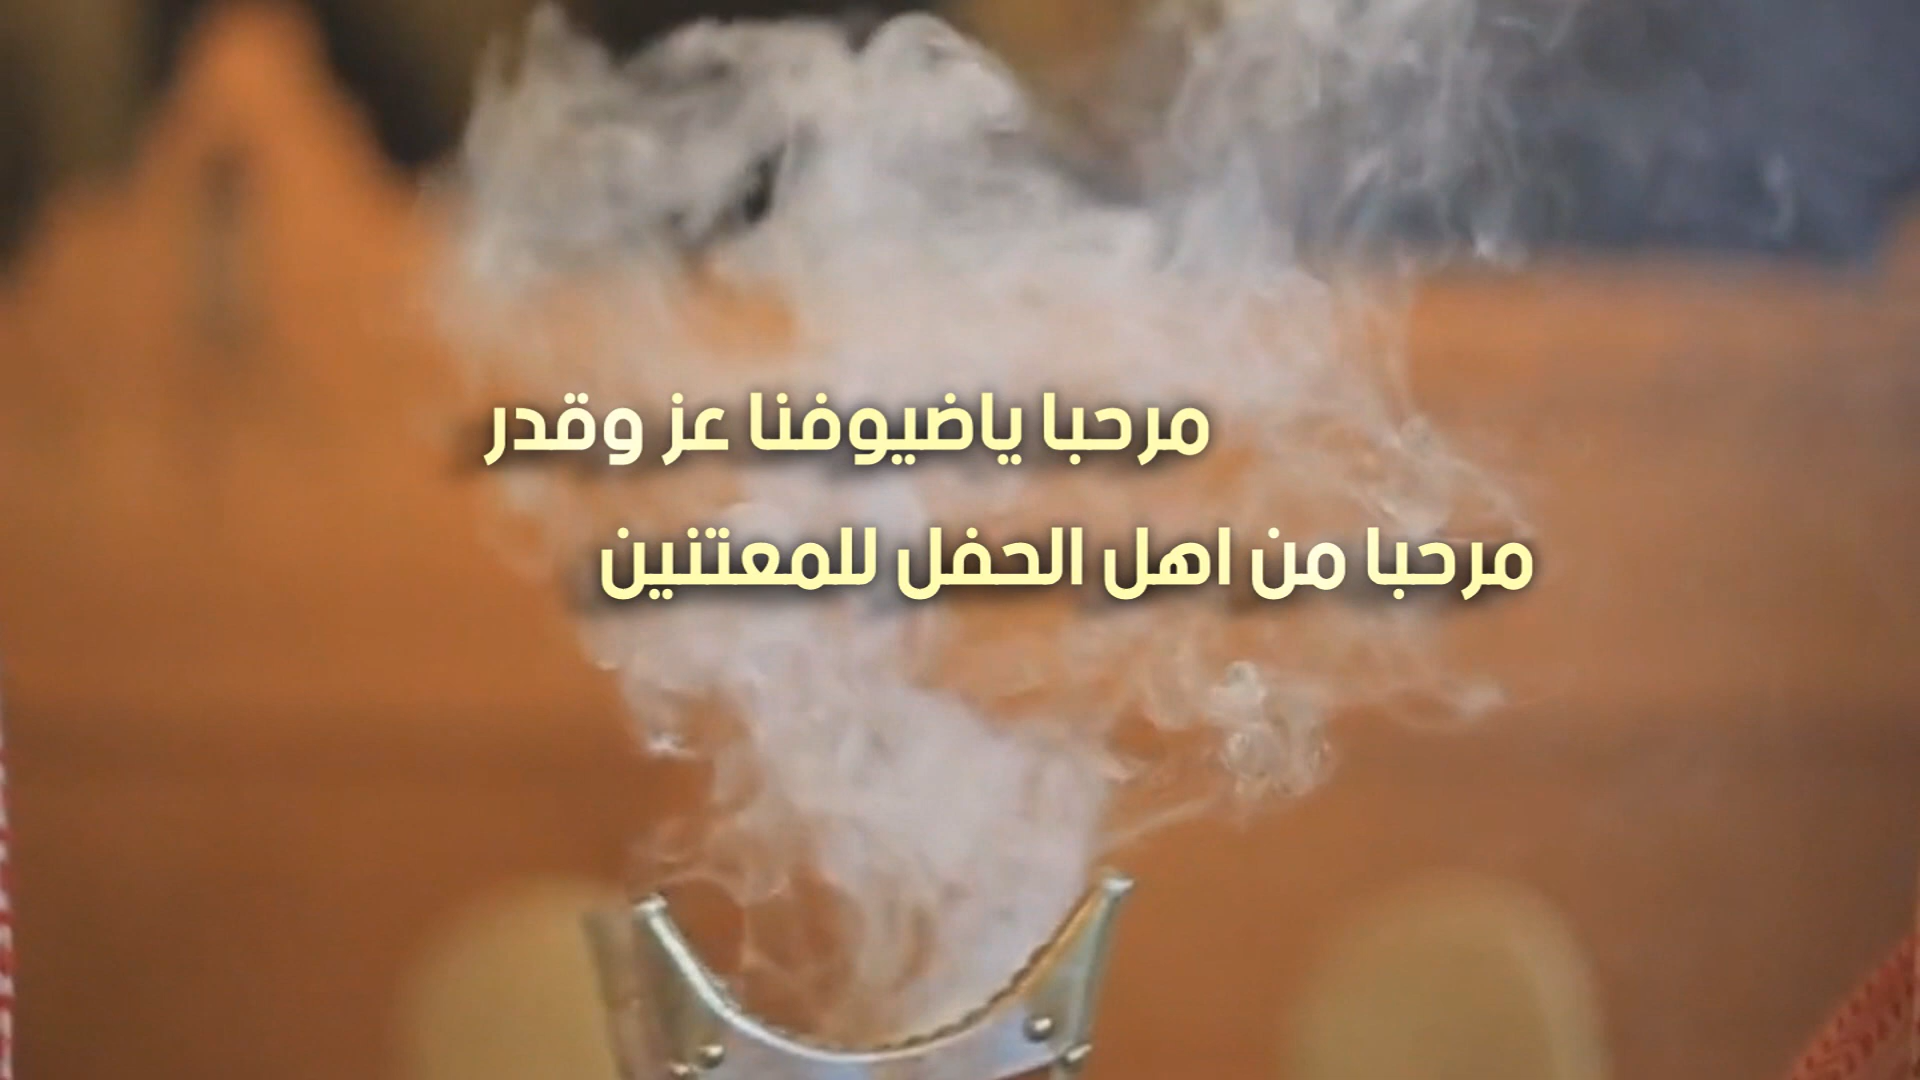 مرحبا ياضيوفنا عز وقدر
مرحبا من اهل الحفل للمعتنين